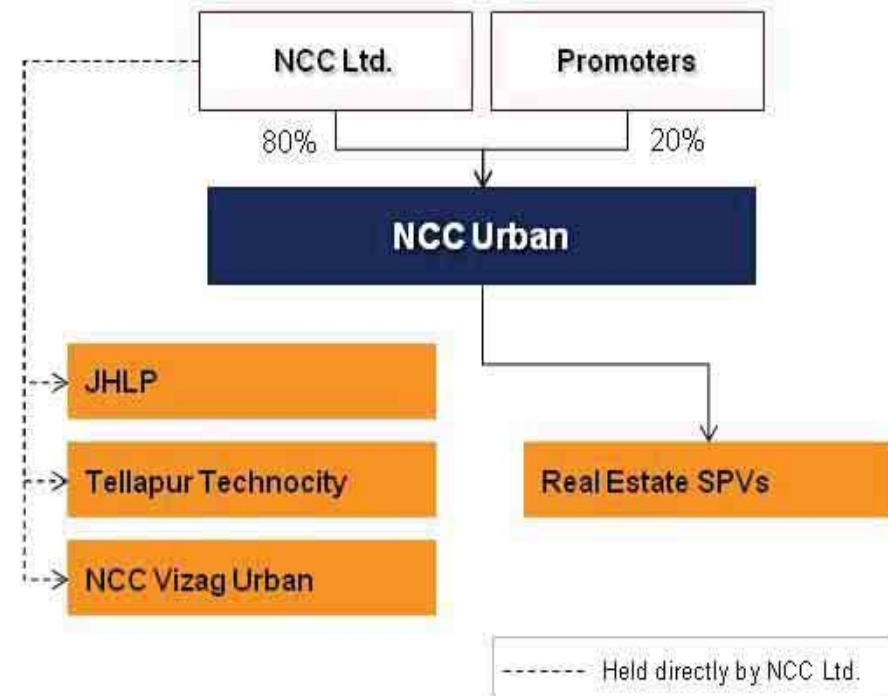 NCC Ltd.
Promoters
80%
20%
NCC Urban
JHLP
Tellapur Technocity
Real Estate SPVs
NCC Vizag Urban
Held directly by NCC Ltd.